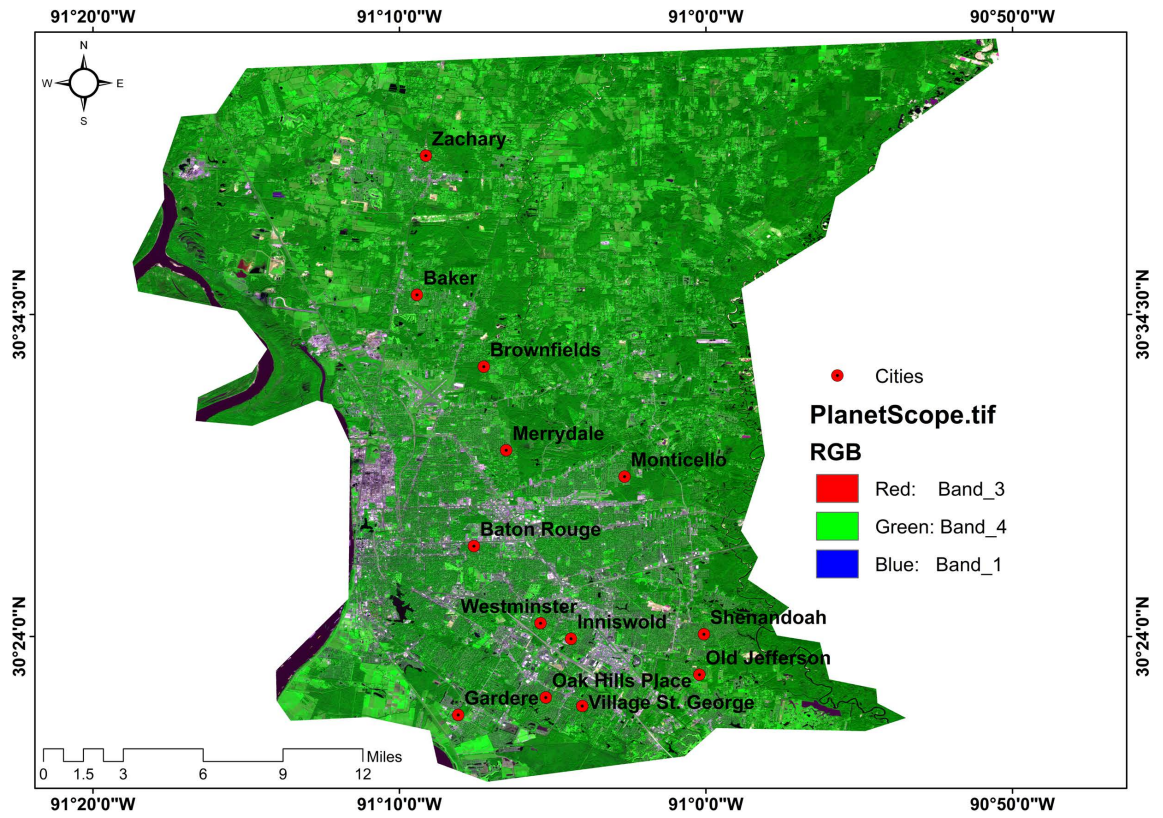 91°20'0"W 91°10'0"W 91°0'0"W 90°50'0"W
N
W E
S
Zachary
Baker
30°34'30"N 30°34'30"N
Brownfields
Cities
PlanetScope.tif
Merrydale
RGB
Monticello
Red: Band_3
Green: Band_4
Baton Rouge
Blue: Band_1
Westminster
Inniswold
Shenandoah
30°24'0"N 30°24'0"N
Old Jefferson
Oak Hills Place
Gardere
Village St. George
Miles
0 1.5 3 6 9 12
91°20'0"W 91°10'0"W 91°0'0"W 90°50'0"W